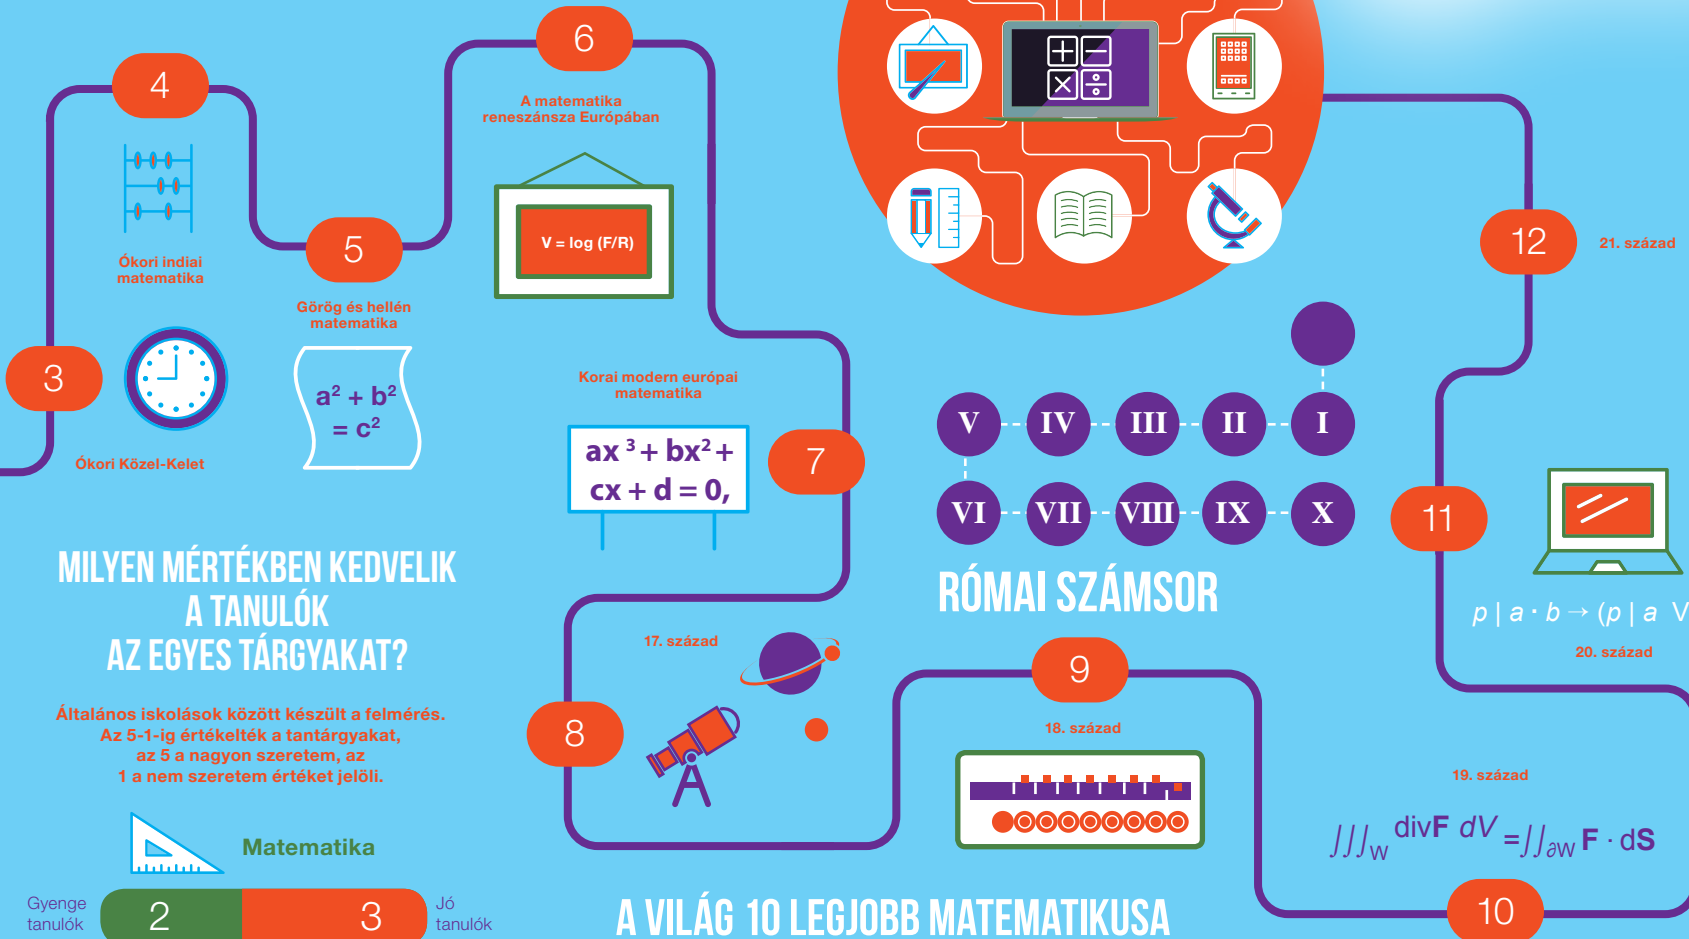 4
Ókori indiai
matematika
3
Ókori Közel-Kelet
5
Görög és hellén
matematika
a² + b²
= c²
6
A matematika
reneszánsza Európában
V = log (F/R)
Korai modern európai
matematika
ax ³ + bx² +
cx + d = 0,
7
17. század
8
18. század
9
+ −
× ÷
V IV III II I
VI VII VIII IX X
RÓMAI SZÁMSOR
12
21. század
11
p | a · b → (p | a ∨
20. század
19. század
∭W divF dV = ∬∂W F · dS
10
MILYEN MÉRTÉKBEN KEDVELIK
A TANULÓK
AZ EGYES TÁRGYAKAT?
Általános iskolások között készült a felmérés.
Az 5-1-ig értékelték a tantárgyakat,
az 5 a nagyon szeretem, az
1 a nem szeretem értéket jelöli.
Matematika
Gyenge
tanulók
2
3
Jó
tanulók
A VILÁG 10 LEGJOBB MATEMATIKUSA